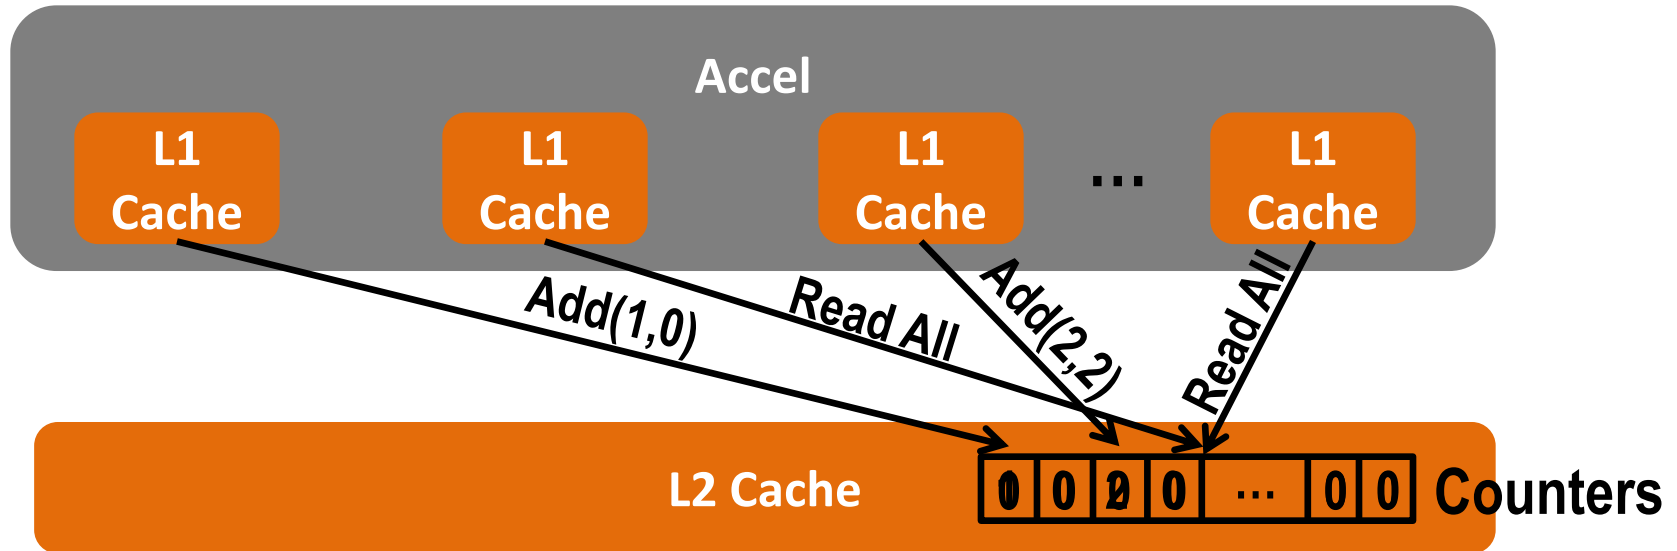 Accel
L1
Cache
L1
Cache
L1
Cache
...
L1
Cache
Add(1,0)
Read All
Add(2,2)
Read All
L2 Cache
0 0 ... 0 0
Counters